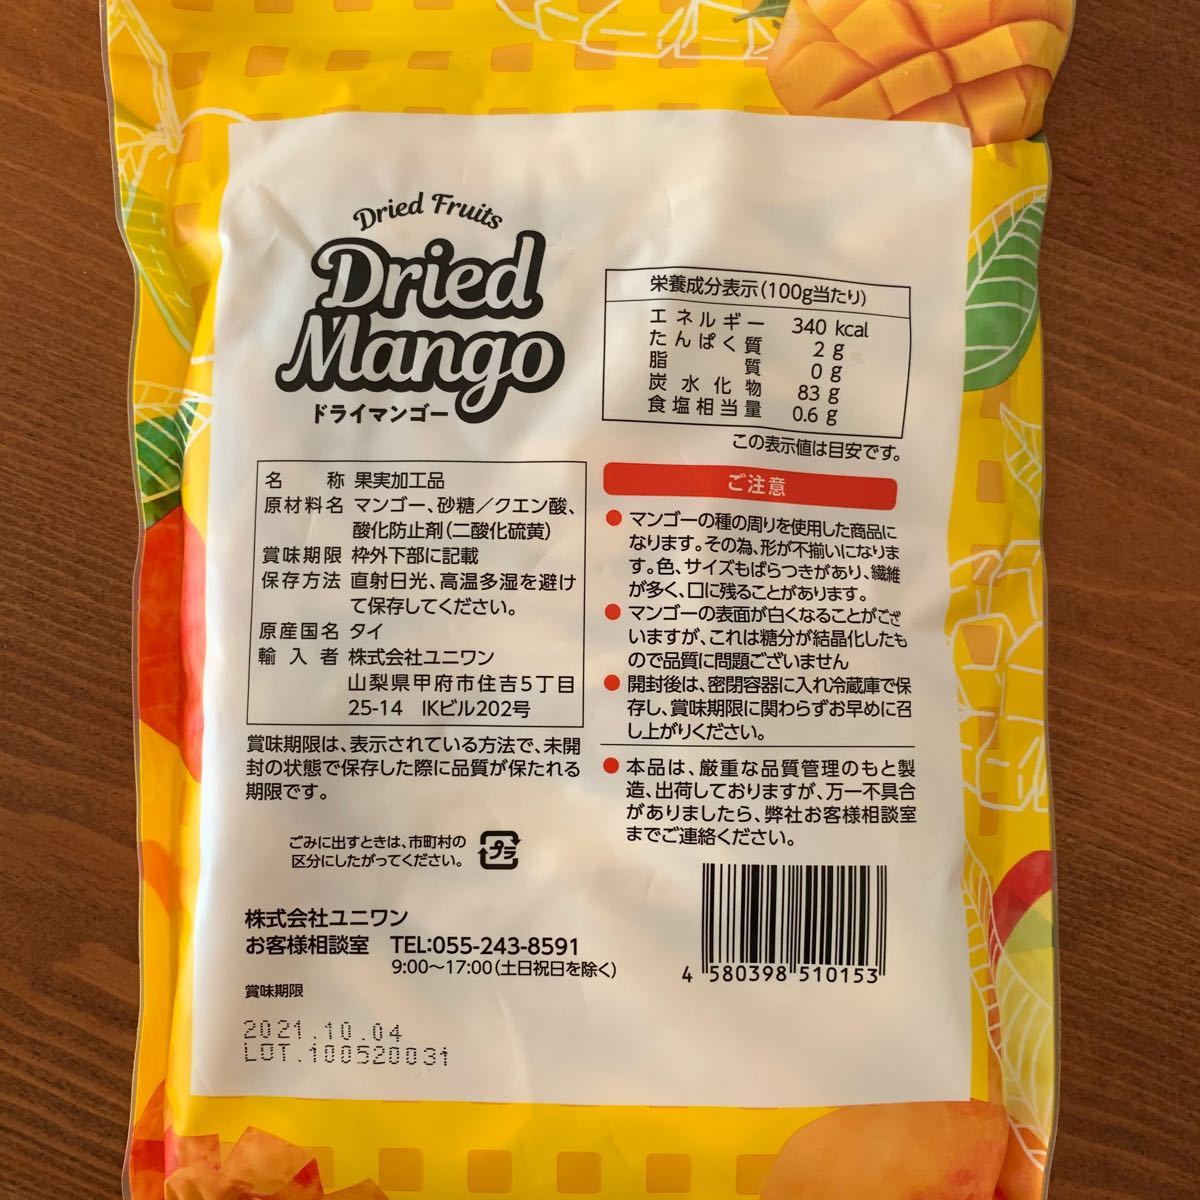 Dried Fruits
Dried
Mango
ドライマンゴー
栄養成分表示(100g当たり)
エネルギー 340 kcal
たんぱく質 2 g
脂質 0 g
炭水化物 83 g
食塩相当量 0.6 g
この表示値は目安です。
名称 果実加工品
原材料名 マンゴー、砂糖／クエン酸、
酸化防止剤(二酸化硫黄)
賞味期限 枠外下部に記載
保存方法 直射日光、高温多湿を避け
て保存してください。
原産国名 タイ
輸入者 株式会社ユニワン
山梨県甲府市住吉5丁目
25-14 IKビル202号
賞味期限は、表示されている方法で、未開
封の状態で保存した際に品質が保たれる
期限です。
ごみに出すときは、市町村の
区分にしたがってください。
プラ
ご注意
● マンゴーの種の周りを使用した商品に
なります。その為、形が不揃いになりま
す。色、サイズもばらつきがあり、繊維
が多く、口に残ることがあります。
● マンゴーの表面が白くなることがござ
いますが、これは糖分が結晶化したも
ので品質に問題ございません
● 開封後は、密閉容器に入れ冷蔵庫で保
存し、賞味期限に関わらずお早めに召
し上がりください。
● 本品は、厳重な品質管理のもと製
造、出荷しておりますが、万一不具合
がありましたら、弊社お客様相談室
までご連絡ください。
株式会社ユニワン
お客様相談室 TEL:055-243-8591
9:00〜17:00(土日祝日を除く)
4 580398 510153
賞味期限
2021.10.04
LOT.100520031